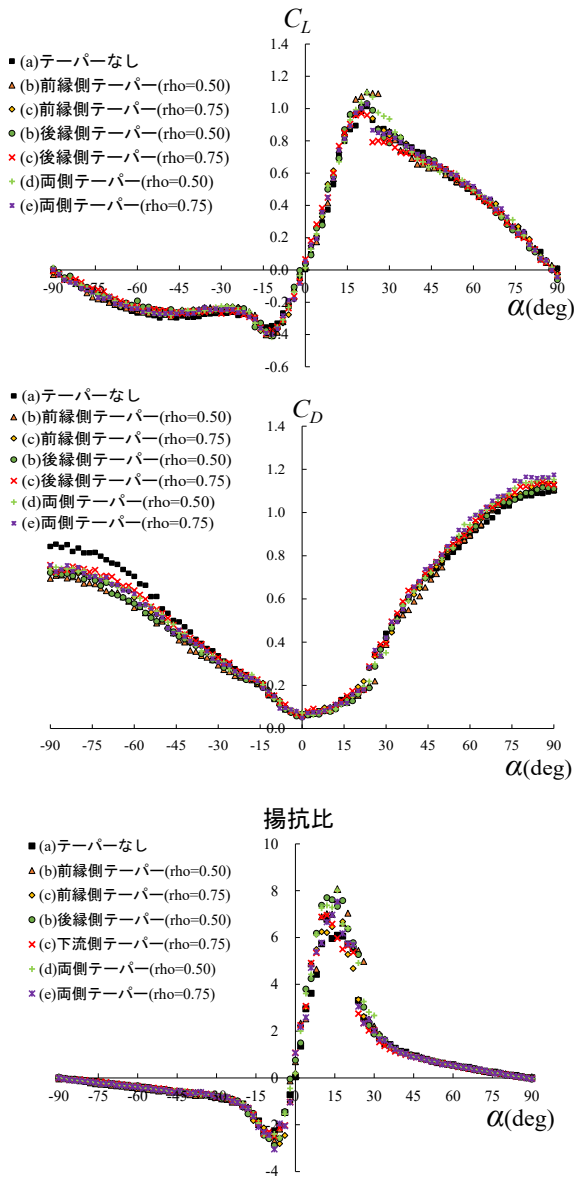 C_L
1.4
(a)テーパーなし
(b)前縁側テーパー(rho=0.50)
1.2
(c)前縁側テーパー(rho=0.75)
1.0
(b)後縁側テーパー(rho=0.50)
0.8
(c)後縁側テーパー(rho=0.75)
(d)両側テーパー(rho=0.50)
0.6
(e)両側テーパー(rho=0.75)
0.4
0.2
0.0
-90 -75 -60 -45 -30 -15 0 15 30 45 60 75 90
-0.2
α(deg)
-0.4
-0.6
(a)テーパーなし
C_D
(b)前縁側テーパー(rho=0.50)
1.4
(c)前縁側テーパー(rho=0.75)
(b)後縁側テーパー(rho=0.50)
1.2
(c)後縁側テーパー(rho=0.75)
(d)両側テーパー(rho=0.50)
1.0
(e)両側テーパー(rho=0.75)
0.8
0.6
0.4
0.2
0.0
-90 -75 -60 -45 -30 -15 0 15 30 45 60 75 90
α(deg)
揚抗比
(a)テーパーなし
10
(b)前縁側テーパー(rho=0.50)
(c)前縁側テーパー(rho=0.75)
8
(b)後縁側テーパー(rho=0.50)
(c)下流側テーパー(rho=0.75)
6
(d)両側テーパー(rho=0.50)
(e)両側テーパー(rho=0.75)
4
2
0
-90 -75 -60 -45 -30 -15 0 15 30 45 60 75 90
α(deg)
-2
-4